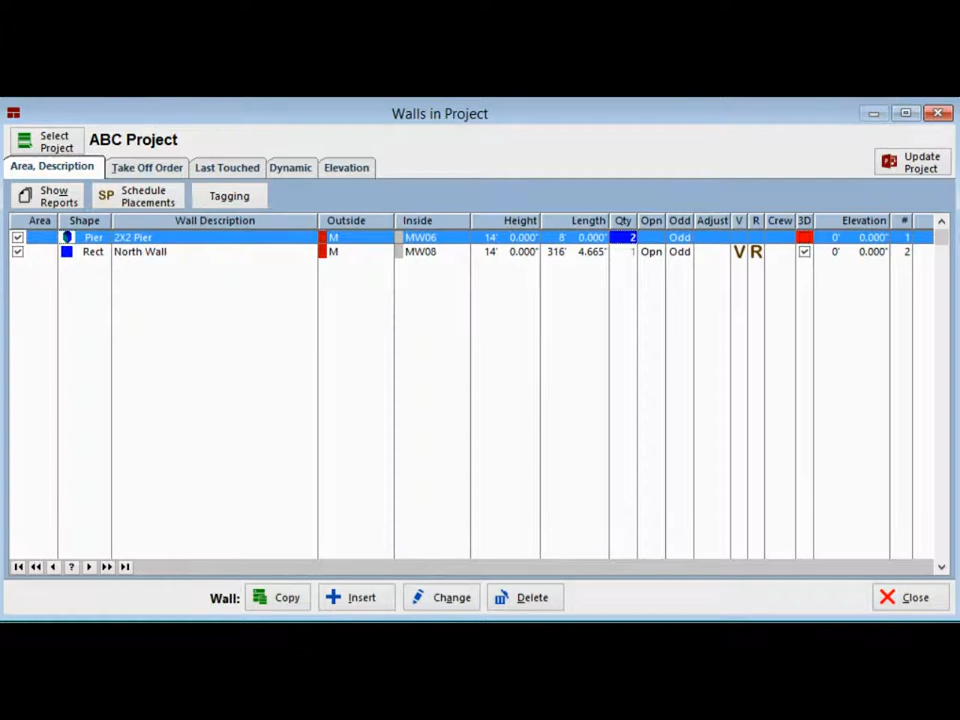 Walls in Project
Select Project
ABC Project
Area, Description Take Off Order Last Touched Dynamic Elevation
Update Project
Show Reports
SP Schedule Placements
Tagging
Area Shape Wall Description Outside Inside Height Length Qty Opn Odd Adjust V R Crew 3D Elevation #
Pier 2X2 Pier M MW06 14' 0.000" 8' 0.000" 2 Odd 0' 0.000" 1
Rect North Wall M MW08 14' 0.000" 316' 4.665" 1 Opn Odd V R 0' 0.000" 2
?
Wall: Copy Insert Change Delete Close